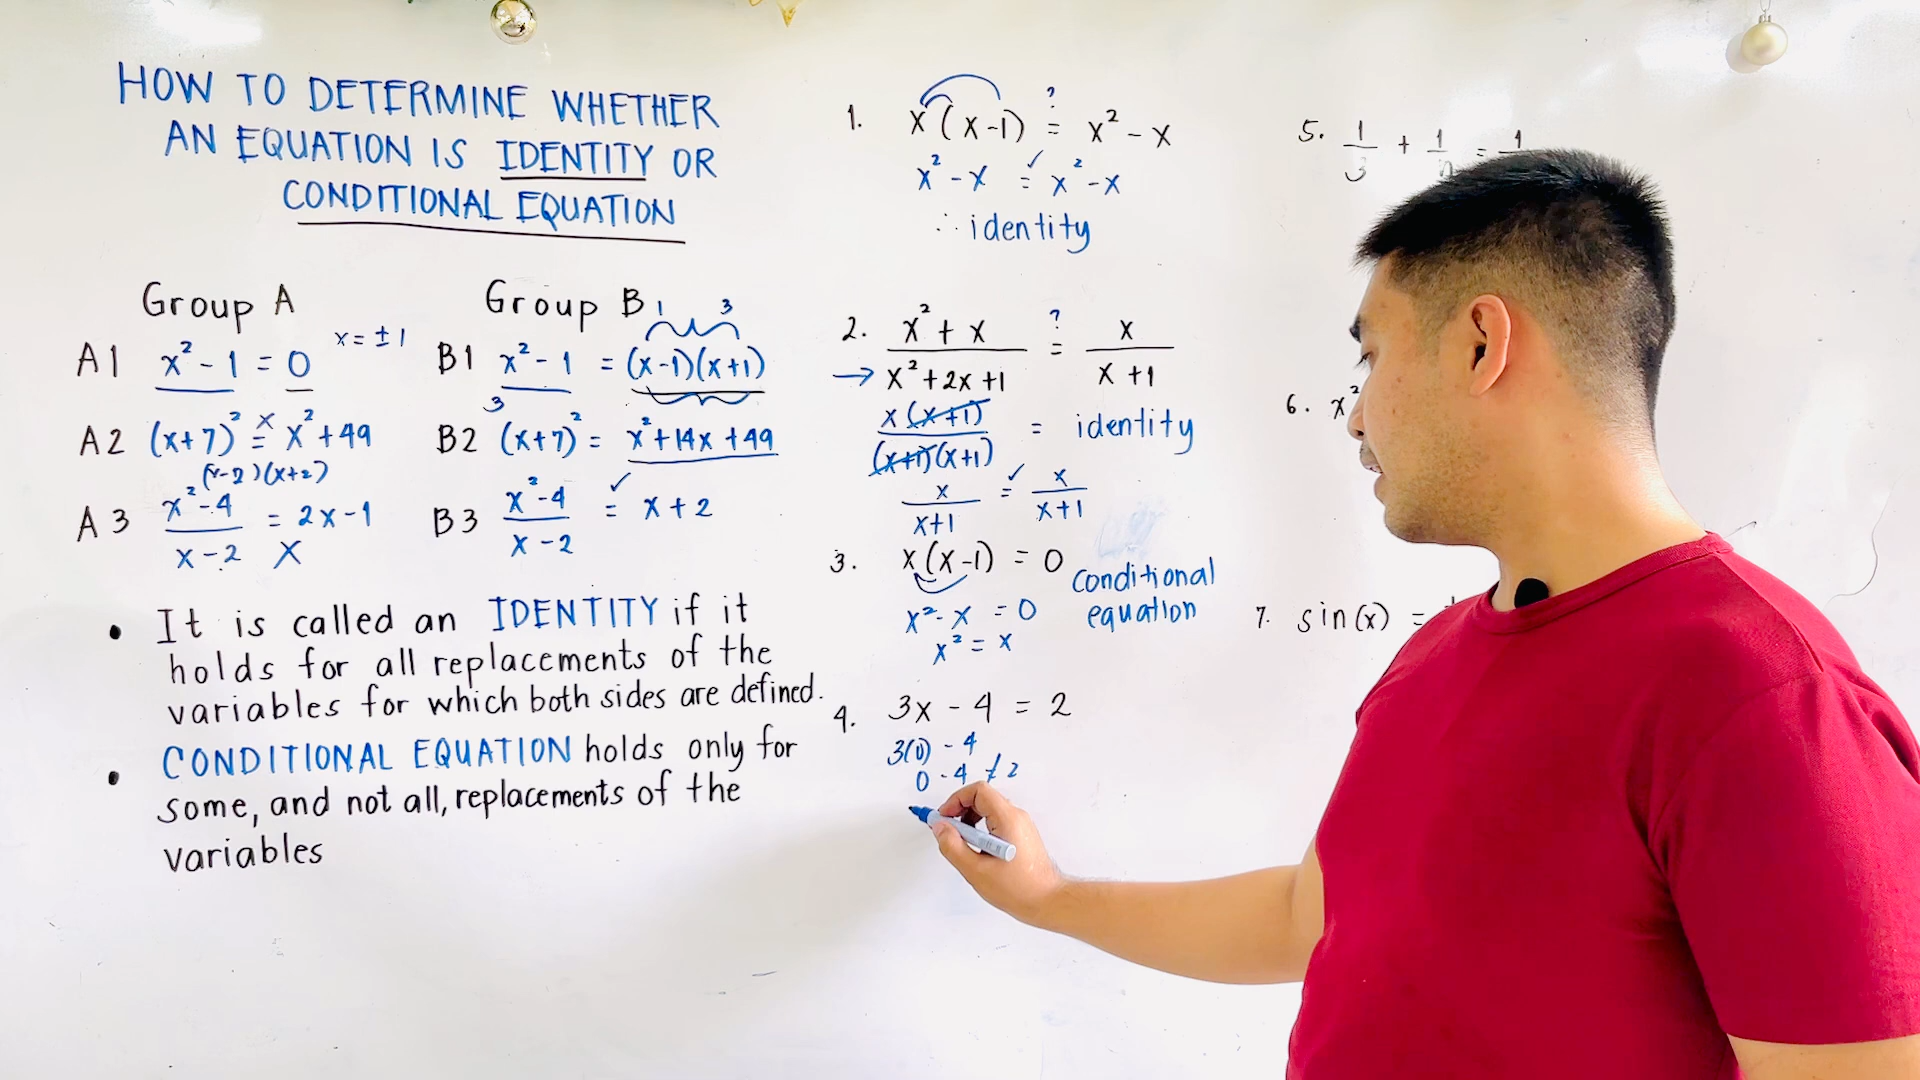 HOW TO DETERMINE WHETHER
AN EQUATION IS IDENTITY OR
CONDITIONAL EQUATION
Group A
x = ±1
A1 x² - 1 = 0
A2 (x+7)² = x² + 49
(x-2)(x+2)
A3 x²-4 / x-2 = 2x-1
x
Group B
1 3
B1 x² - 1 = (x-1)(x+1)
3
B2 (x+7)² = x²+14x+49
B3 x²-4 / x-2 = x+2 ✓
• It is called an IDENTITY if it
holds for all replacements of the
variables for which both sides are defined.
• CONDITIONAL EQUATION holds only for
some, and not all, replacements of the
variables
1. x(x-1) =? x² - x
x² - x = x² - x ✓
∴ identity
2. x² + x / x² + 2x + 1 =? x / x+1
→
x(x+1) / (x+1)(x+1) = identity
x / x+1 = x / x+1 ✓
3. x(x-1) = 0
conditional
equation
x² - x = 0
x² = x
4. 3x - 4 = 2
3(0) - 4
0 - 4 ≠ 2
5. 1/3 + 1/ = 1
6. x²
7. sin(x) =